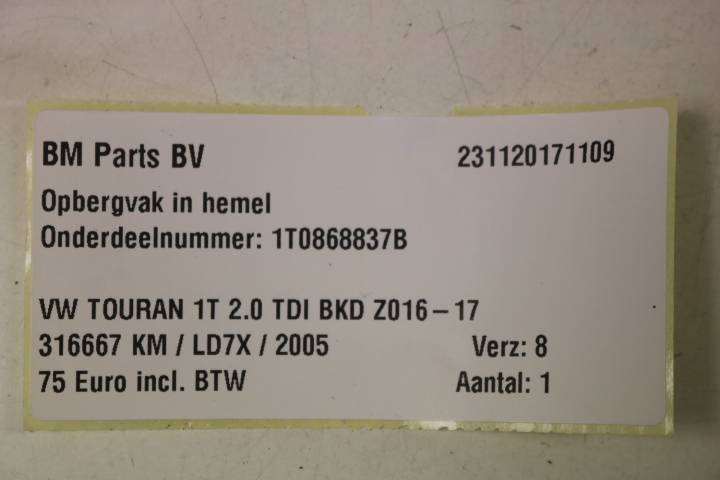 BM Parts BV 231120171109
Opbergvak in hemel
Onderdeelnummer: 1T0868837B
VW TOURAN 1T 2.0 TDI BKD Z016-17
316667 KM / LD7X / 2005 Verz: 8
75 Euro incl. BTW Aantal: 1